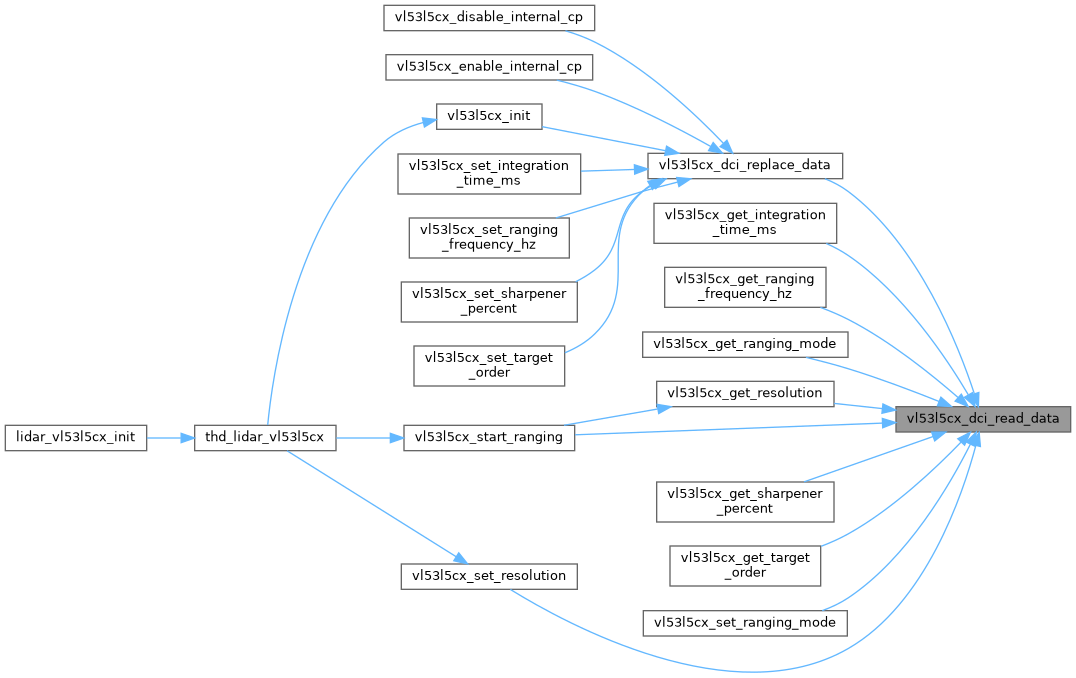 vl53l5cx_disable_internal_cp
vl53l5cx_enable_internal_cp
vl53l5cx_init
vl53l5cx_dci_replace_data
vl53l5cx_set_integration
_time_ms
vl53l5cx_get_integration
_time_ms
vl53l5cx_set_ranging
_frequency_hz
vl53l5cx_get_ranging
_frequency_hz
vl53l5cx_set_sharpener
_percent
vl53l5cx_get_ranging_mode
vl53l5cx_set_target
_order
vl53l5cx_get_resolution
vl53l5cx_dci_read_data
lidar_vl53l5cx_init
thd_lidar_vl53l5cx
vl53l5cx_start_ranging
vl53l5cx_get_sharpener
_percent
vl53l5cx_get_target
_order
vl53l5cx_set_resolution
vl53l5cx_set_ranging_mode